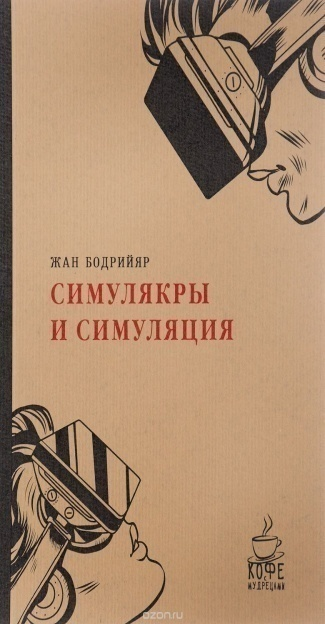 ЖАН БОДРИЙЯР
СИМУЛЯКРЫ
И СИМУЛЯЦИЯ
КОФЕ
С
МУДРЕЦАМИ
ozon.ru